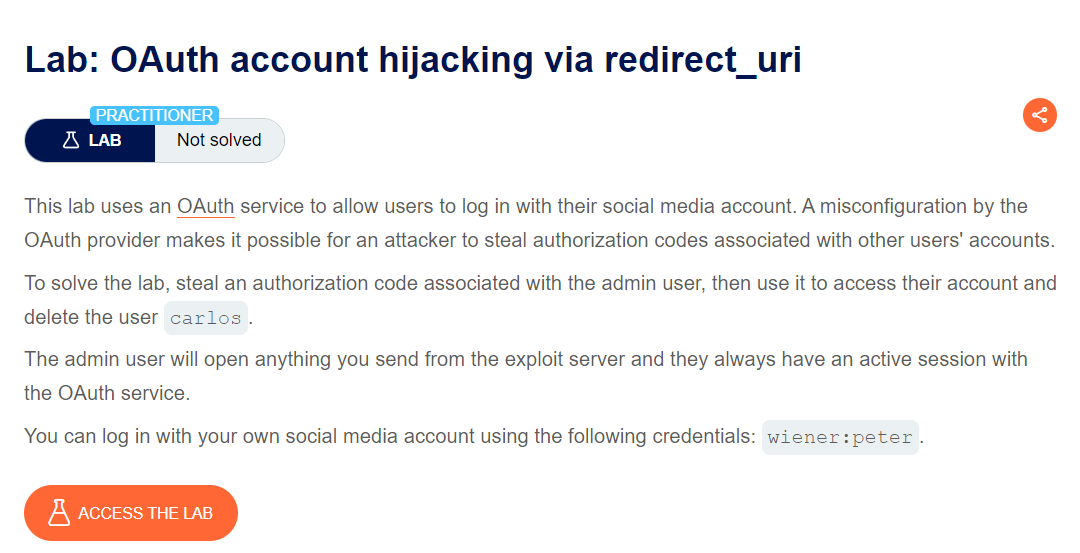 Lab: OAuth account hijacking via redirect_uri
PRACTITIONER
LAB
Not solved
This lab uses an OAuth service to allow users to log in with their social media account. A misconfiguration by the
OAuth provider makes it possible for an attacker to steal authorization codes associated with other users' accounts.
To solve the lab, steal an authorization code associated with the admin user, then use it to access their account and
delete the user carlos.
The admin user will open anything you send from the exploit server and they always have an active session with
the OAuth service.
You can log in with your own social media account using the following credentials: wiener:peter.
ACCESS THE LAB